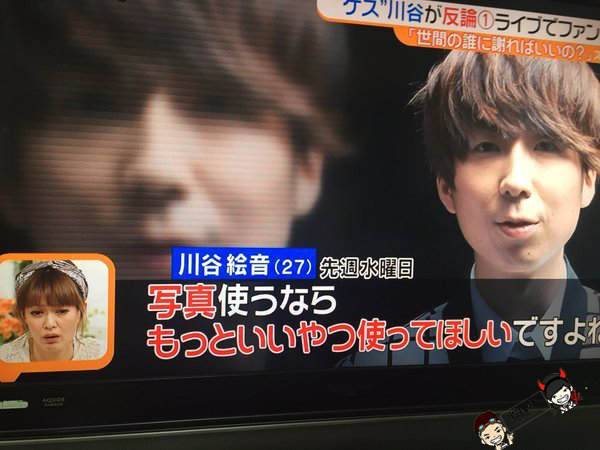 ゲス"川谷が反論①ライブでファン
「世間の誰に謝ればいいの?」
川谷絵音(27)
先週水曜日
写真使うなら
もっといいやつ使ってほしいですよね
AQUOS